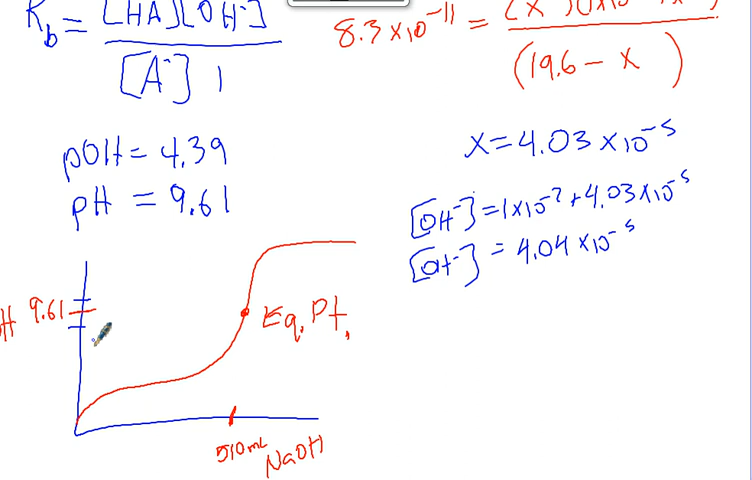 Kb = [HA][OH-] / [A-]
8.3 x 10^-11 = / (19.6 - x )
pOH = 4.39
x = 4.03 x 10^-5
pH = 9.61
[OH-] = 1 x 10^-7 + 4.03 x 10^-5
[OH-] = 4.04 x 10^-5
H 9.61
Eq. Pt.
510 mL
NaOH